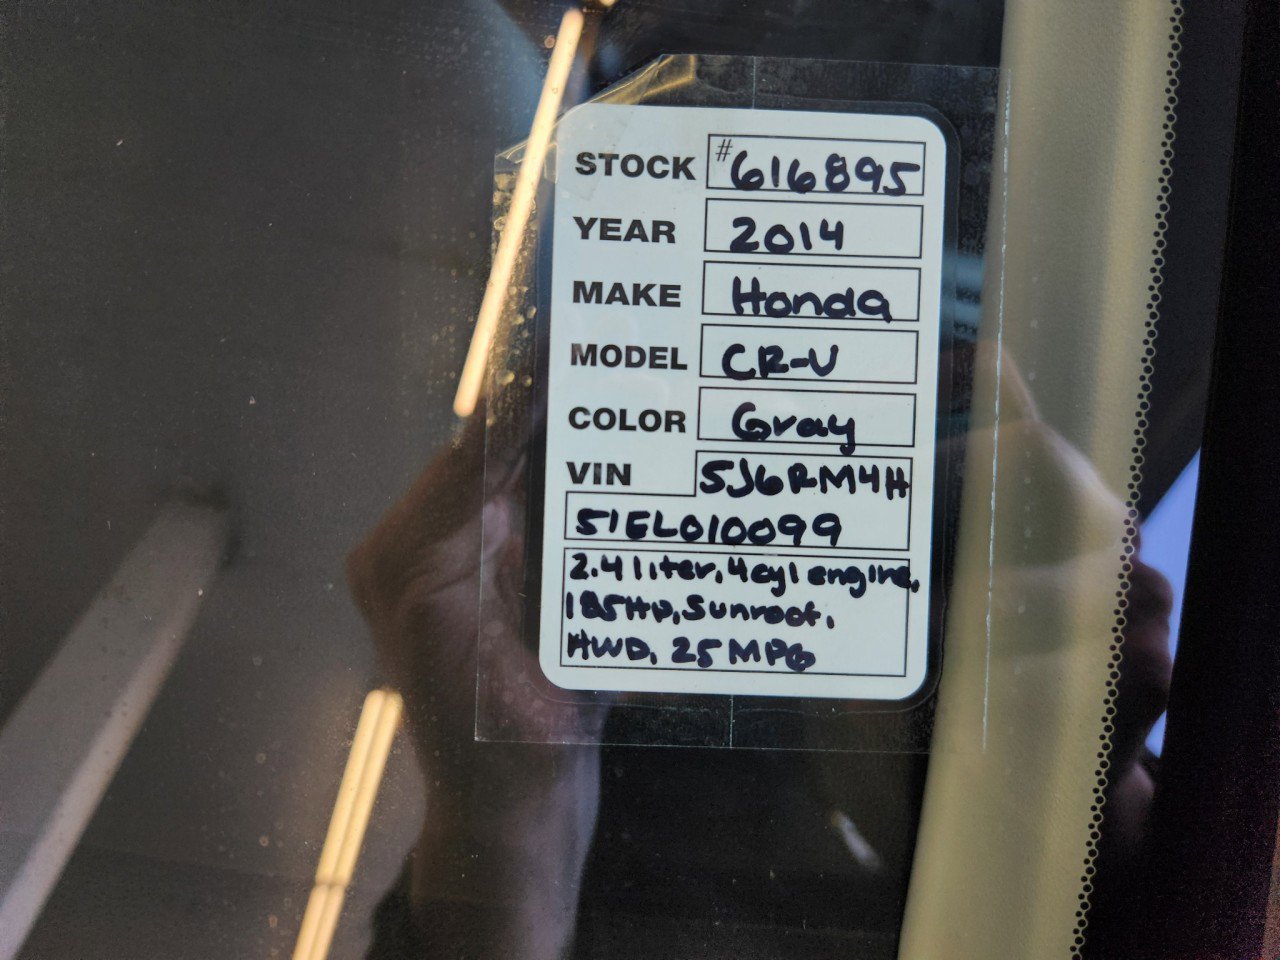 STOCK #616895
YEAR 2014
MAKE Honda
MODEL CR-V
COLOR Gray
VIN 5J6RM4H
51EL010099
2.4 liter, 4cyl engine,
185HP, Sunroof,
HWD, 25 MPG